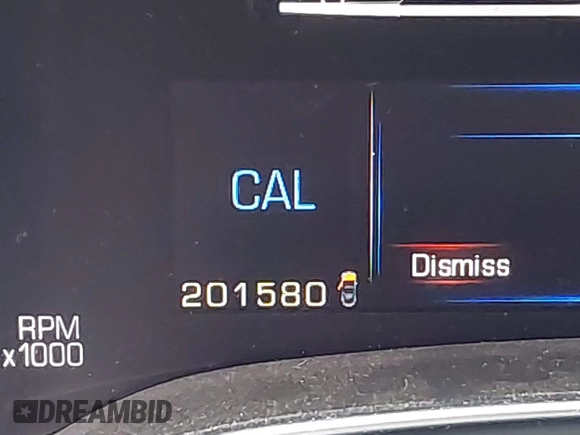 CAL
201580
Dismiss
RPM
x1000
DREAMBID